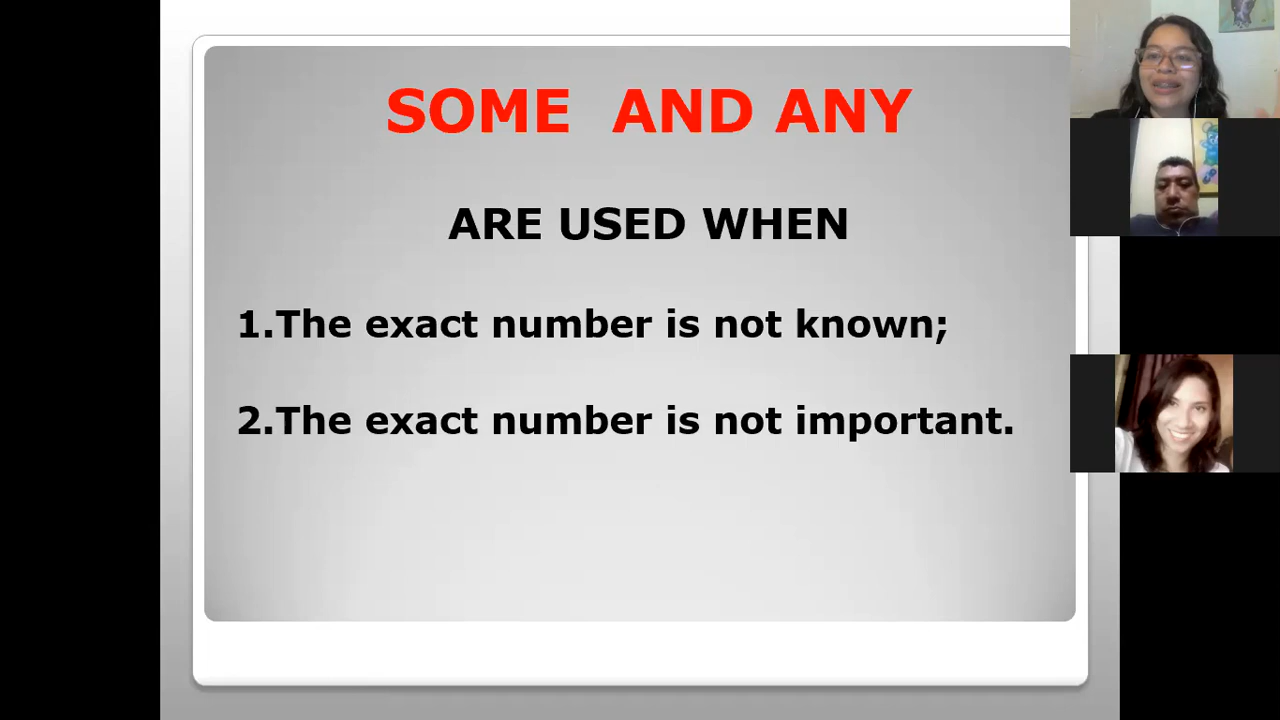 SOME AND ANY
ARE USED WHEN
1.The exact number is not known;
2.The exact number is not important.